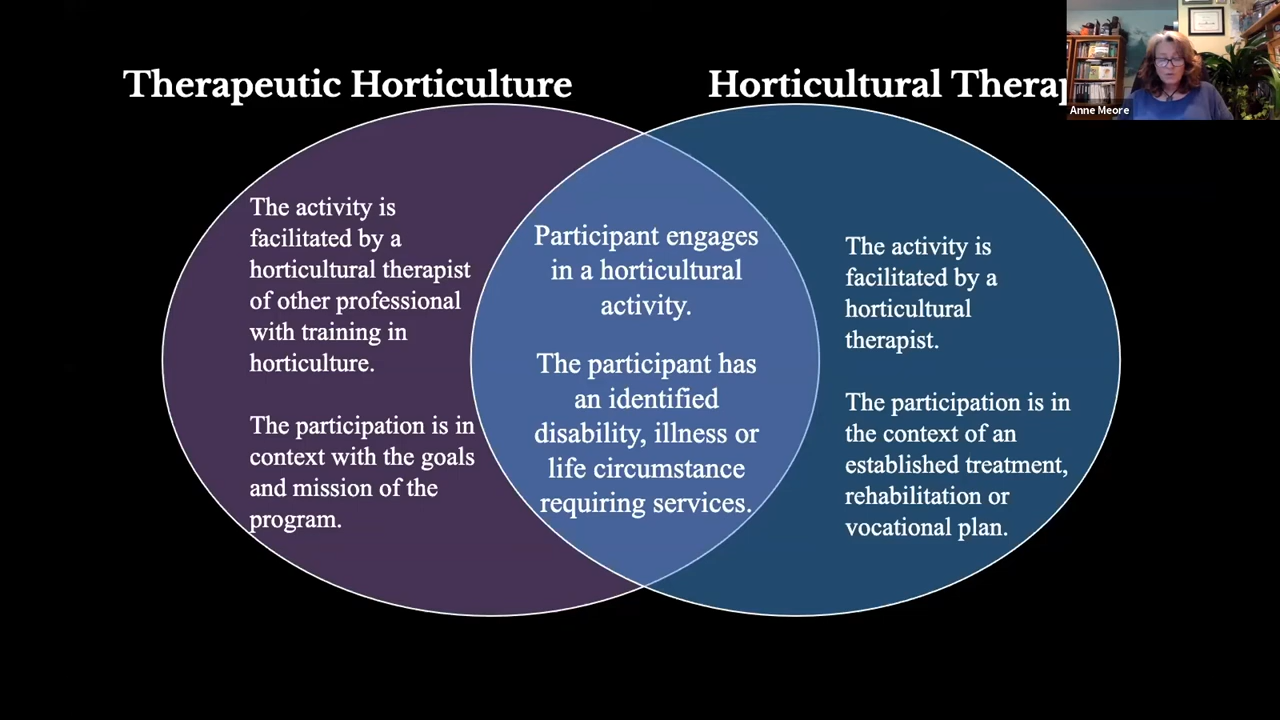 Therapeutic Horticulture
Horticultural Therap
Anne Meore
The activity is
facilitated by a
horticultural therapist
of other professional
with training in
horticulture.
The participation is in
context with the goals
and mission of the
program.
Participant engages
in a horticultural
activity.
The participant has
an identified
disability, illness or
life circumstance
requiring services.
The activity is
facilitated by a
horticultural
therapist.
The participation is in
the context of an
established treatment,
rehabilitation or
vocational plan.